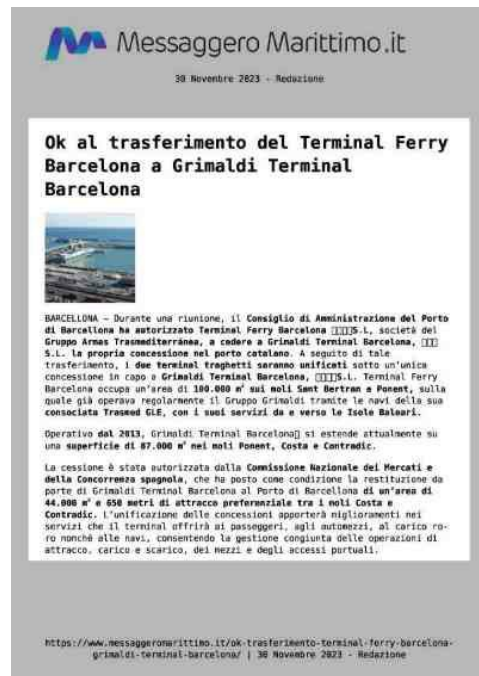 Messaggero Marittimo.it
30 Novembre 2023 - Redazione
Ok al trasferimento del Terminal Ferry
Barcelona a Grimaldi Terminal
Barcelona
BARCELLONA – Durante una riunione, il Consiglio di Amministrazione del Porto
di Barcellona ha autorizzato Terminal Ferry Barcelona S.L, società del
Gruppo Armas Trasmediterránea, a cedere a Grimaldi Terminal Barcelona,
S.L. la propria concessione nel porto catalano. A seguito di tale
trasferimento, i due terminal traghetti saranno unificati sotto un'unica
concessione in capo a Grimaldi Terminal Barcelona, S.L. Terminal Ferry
Barcelona occupa un'area di 100.000 m² sui moli Sant Bertran e Ponent, sulla
quale già operava regolarmente il Gruppo Grimaldi tramite le navi della sua
consociata Trasmed GLE, con i suoi servizi da e verso le Isole Baleari.
Operativo dal 2013, Grimaldi Terminal Barcelona si estende attualmente su
una superficie di 87.000 m² nei moli Ponent, Costa e Contradic.
La cessione è stata autorizzata dalla Commissione Nazionale dei Mercati e
della Concorrenza spagnola, che ha posto come condizione la restituzione da
parte di Grimaldi Terminal Barcelona al Porto di Barcellona di un'area di
44.000 m² e 650 metri di attracco preferenziale tra i moli Costa e
Contradic. L'unificazione delle concessioni apporterà miglioramenti nei
servizi che il terminal offrirà ai passeggeri, agli automezzi, al carico ro-
ro nonché alle navi, consentendo la gestione congiunta delle operazioni di
attracco, carico e scarico, dei mezzi e degli accessi portuali.
https://www.messaggeromarittimo.it/ok-trasferimento-terminal-ferry-barcelona-
grimaldi-terminal-barcelona/ | 30 Novembre 2023 - Redazione